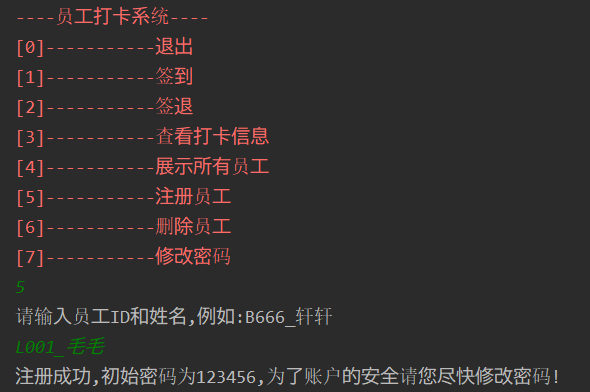 ----员工打卡系统----
[0]-----------退出
[1]-----------签到
[2]-----------签退
[3]-----------查看打卡信息
[4]-----------展示所有员工
[5]-----------注册员工
[6]-----------删除员工
[7]-----------修改密码
5
请输入员工ID和姓名,例如:B666_轩轩
L001_毛毛
注册成功,初始密码为123456,为了账户的安全请您尽快修改密码!